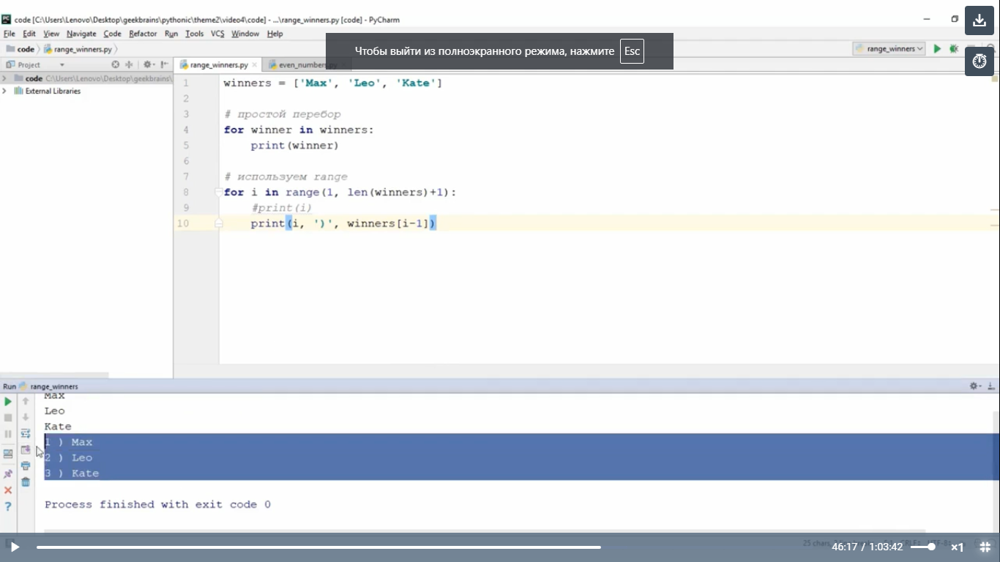 code [C:\Users\Lenovo\Desktop\geekbrains\pythonic\theme2\video4\code] - ...\range_winners.py [code] - PyCharm
File Edit View Navigate Code Refactor Run Tools VCS Window Help
Чтобы выйти из полноэкранного режима, нажмите Esc
code range_winners.py
range_winners
Project
range_winners.py
code C:\Users\Lenovo\Desktop\geekbrains\
External Libraries
1 winners = ['Max', 'Leo', 'Kate']
2
3 # простой перебор
4 for winner in winners:
5 print(winner)
6
7 # используем range
8 for i in range(1, len(winners)+1):
9 #print(i)
10 print(i, ')', winners[i-1])
Run range_winners
Max
Leo
Kate
1 ) Max
2 ) Leo
3 ) Kate
Process finished with exit code 0
46:17 / 1:03:42 ×1